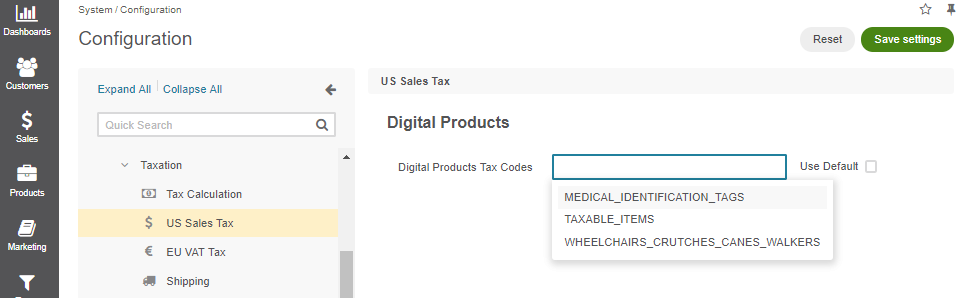 System / Configuration
Configuration
Reset
Save settings
Dashboards
Customers
Sales
Products
Marketing
Expand All
Collapse All
Quick Search
Taxation
Tax Calculation
US Sales Tax
EU VAT Tax
Shipping
US Sales Tax
Digital Products
Digital Products Tax Codes
Use Default
MEDICAL_IDENTIFICATION_TAGS
TAXABLE_ITEMS
WHEELCHAIRS_CRUTCHES_CANES_WALKERS